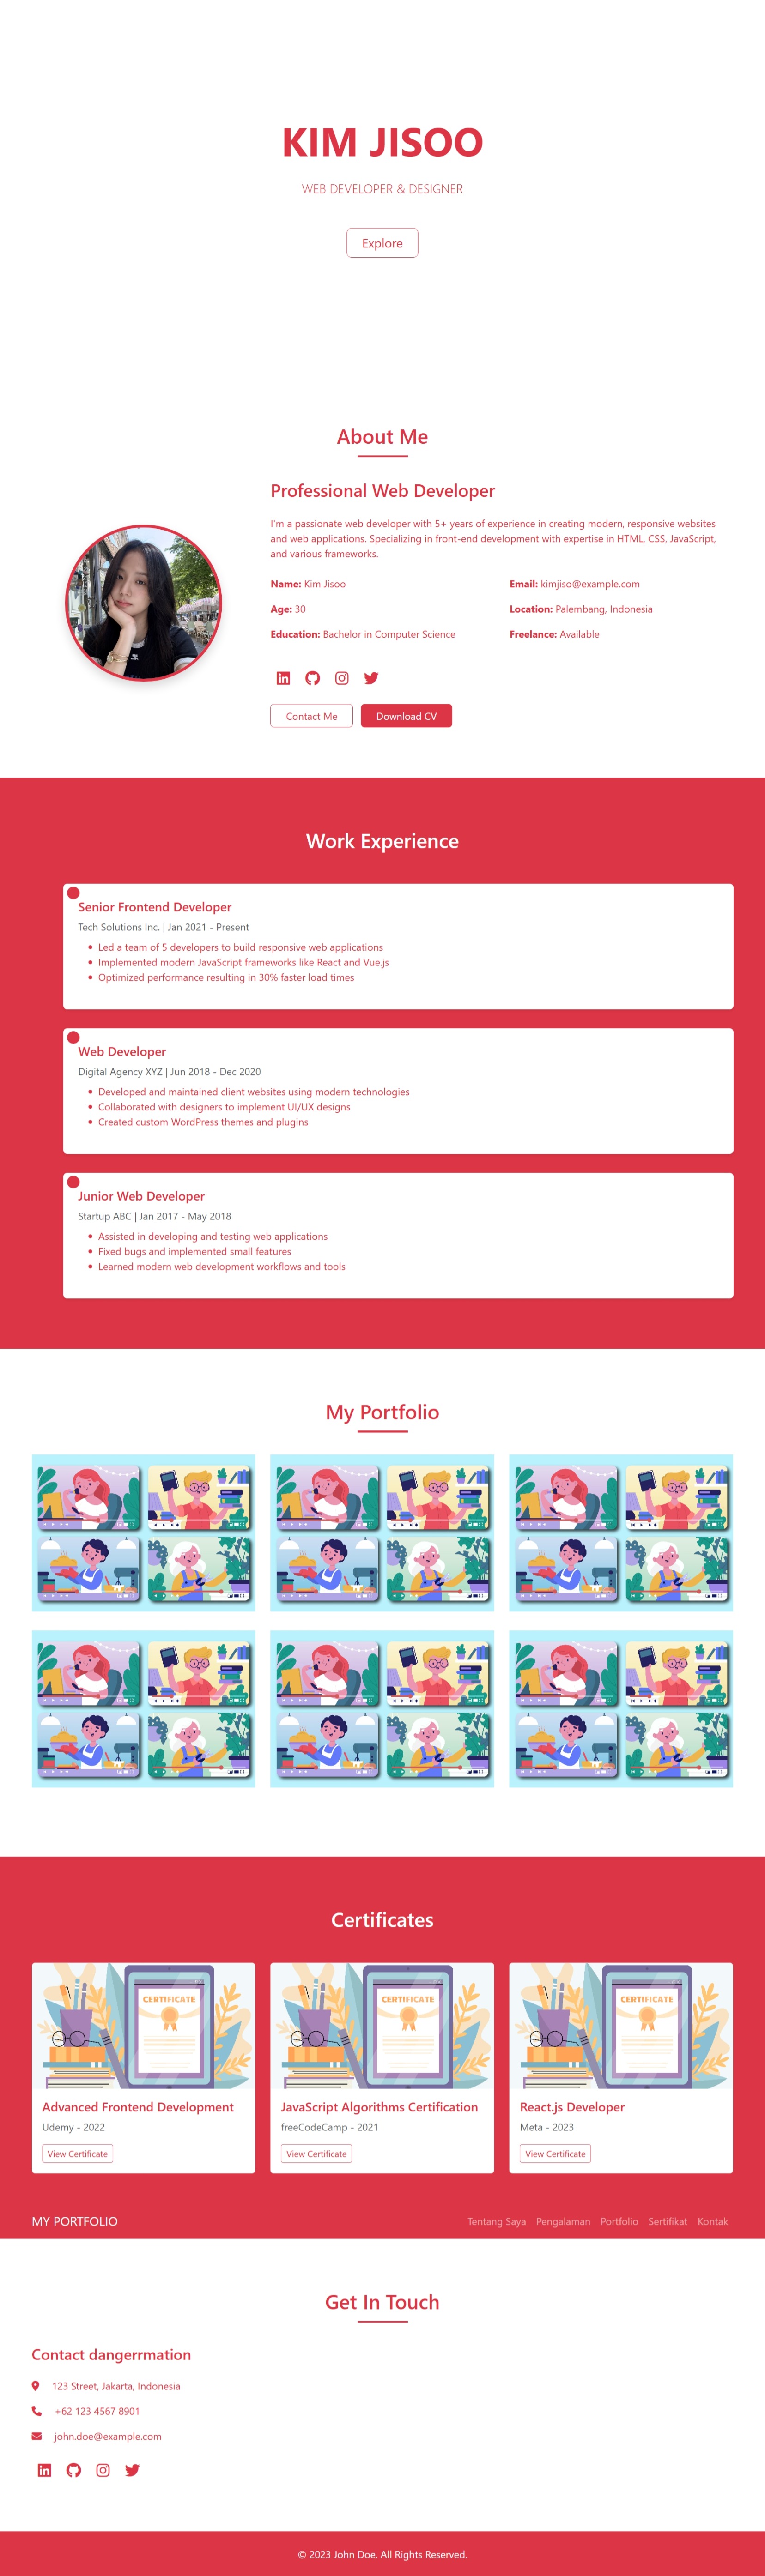 KIM JISOO
WEB DEVELOPER & DESIGNER
Explore
About Me
Professional Web Developer
I'm a passionate web developer with 5+ years of experience in creating modern, responsive websites
and web applications. Specializing in front-end development with expertise in HTML, CSS, JavaScript,
and various frameworks.
Name: Kim Jisoo
Email: kimjiso@example.com
Age: 30
Location: Palembang, Indonesia
Education: Bachelor in Computer Science
Freelance: Available
Contact Me
Download CV
Work Experience
Senior Frontend Developer
Tech Solutions Inc. | Jan 2021 - Present
Led a team of 5 developers to build responsive web applications
Implemented modern JavaScript frameworks like React and Vue.js
Optimized performance resulting in 30% faster load times
Web Developer
Digital Agency XYZ | Jun 2018 - Dec 2020
Developed and maintained client websites using modern technologies
Collaborated with designers to implement UI/UX designs
Created custom WordPress themes and plugins
Junior Web Developer
Startup ABC | Jan 2017 - May 2018
Assisted in developing and testing web applications
Fixed bugs and implemented small features
Learned modern web development workflows and tools
My Portfolio
Certificates
CERTIFICATE
CERTIFICATE
CERTIFICATE
Advanced Frontend Development
Udemy - 2022
View Certificate
JavaScript Algorithms Certification
freeCodeCamp - 2021
View Certificate
React.js Developer
Meta - 2023
View Certificate
MY PORTFOLIO
Tentang Saya Pengalaman Portfolio Sertifikat Kontak
Get In Touch
Contact dangerrmation
123 Street, Jakarta, Indonesia
+62 123 4567 8901
john.doe@example.com
© 2023 John Doe. All Rights Reserved.